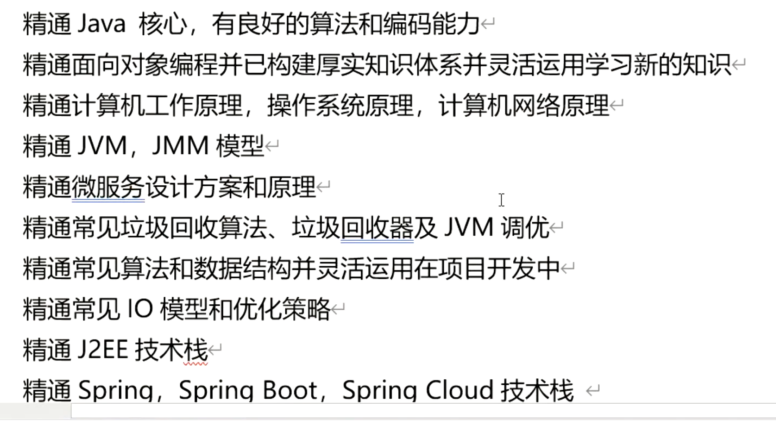 精通 Java 核心，有良好的算法和编码能力
精通面向对象编程并已构建厚实知识体系并灵活运用学习新的知识
精通计算机工作原理，操作系统原理，计算机网络原理
精通 JVM，JMM 模型
精通微服务设计方案和原理
精通常见垃圾回收算法、垃圾回收器及 JVM 调优
精通常见算法和数据结构并灵活运用在项目开发中
精通常见 IO 模型和优化策略
精通 J2EE 技术栈
精通 Spring，Spring Boot，Spring Cloud 技术栈